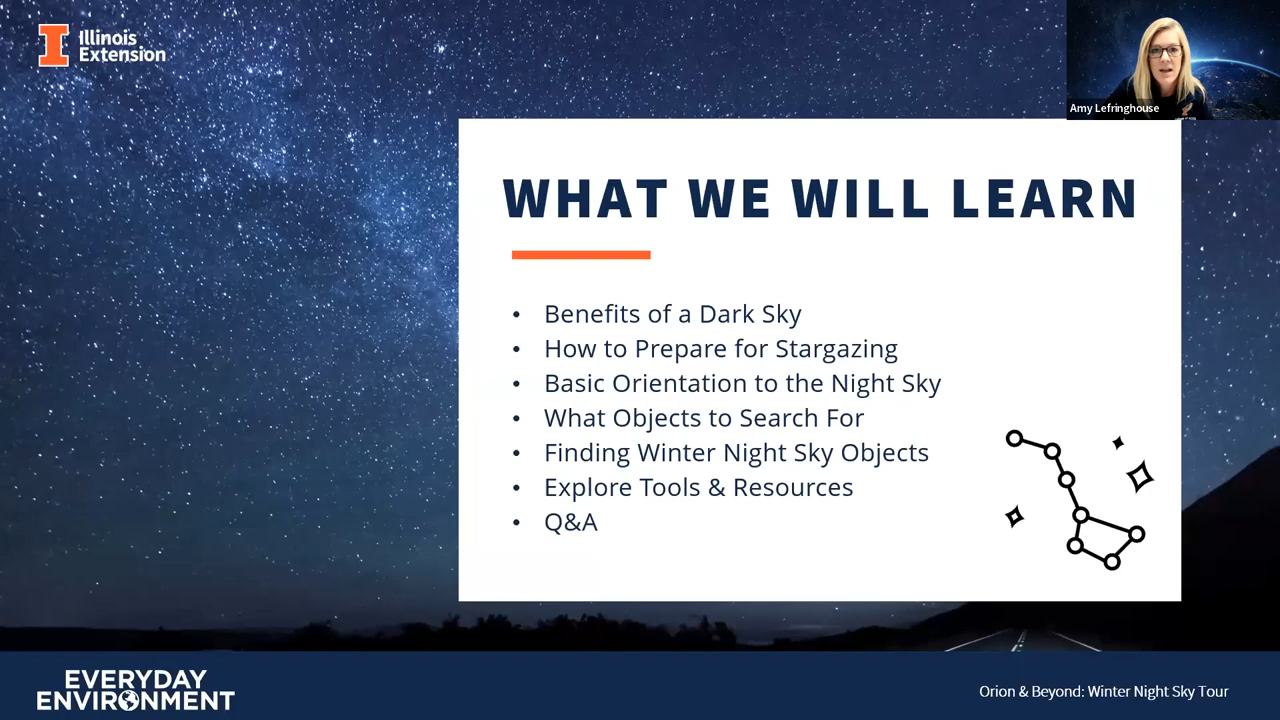 Illinois
Extension
Amy Lefringhouse
WHAT WE WILL LEARN
• Benefits of a Dark Sky
• How to Prepare for Stargazing
• Basic Orientation to the Night Sky
• What Objects to Search For
• Finding Winter Night Sky Objects
• Explore Tools & Resources
• Q&A
EVERYDAY
ENVIRONMENT
Orion & Beyond: Winter Night Sky Tour